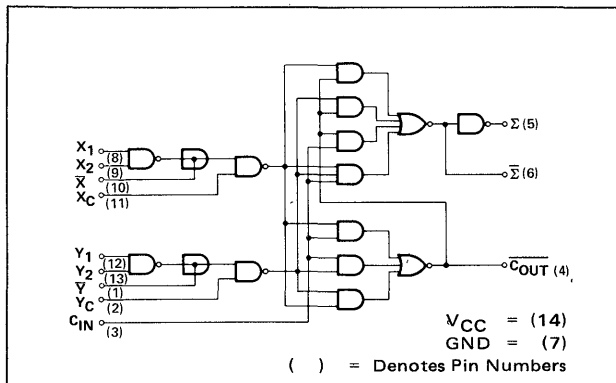 X1
(8)
X2
(9)
X̅
(10)
XC
(11)
Y1
(12)
Y2
(13)
Y̅
(1)
YC
(2)
CIN
(3)
Σ (5)
Σ̅ (6)
C̅O̅U̅T̅ (4)
VCC = (14)
GND = (7)
( ) = Denotes Pin Numbers